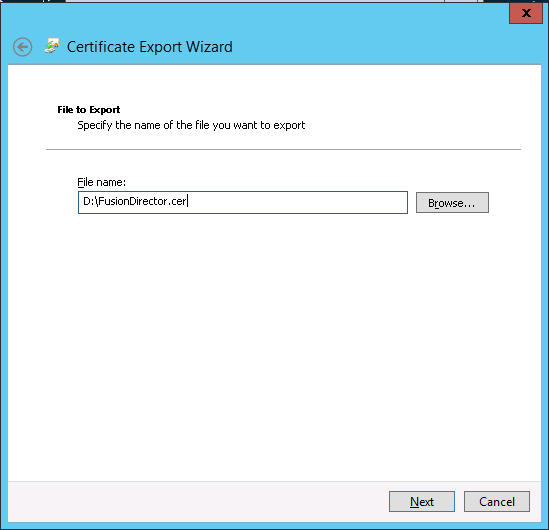 x
Certificate Export Wizard
File to Export
Specify the name of the file you want to export
File name:
D:\FusionDirector.cer
Browse...
Next
Cancel